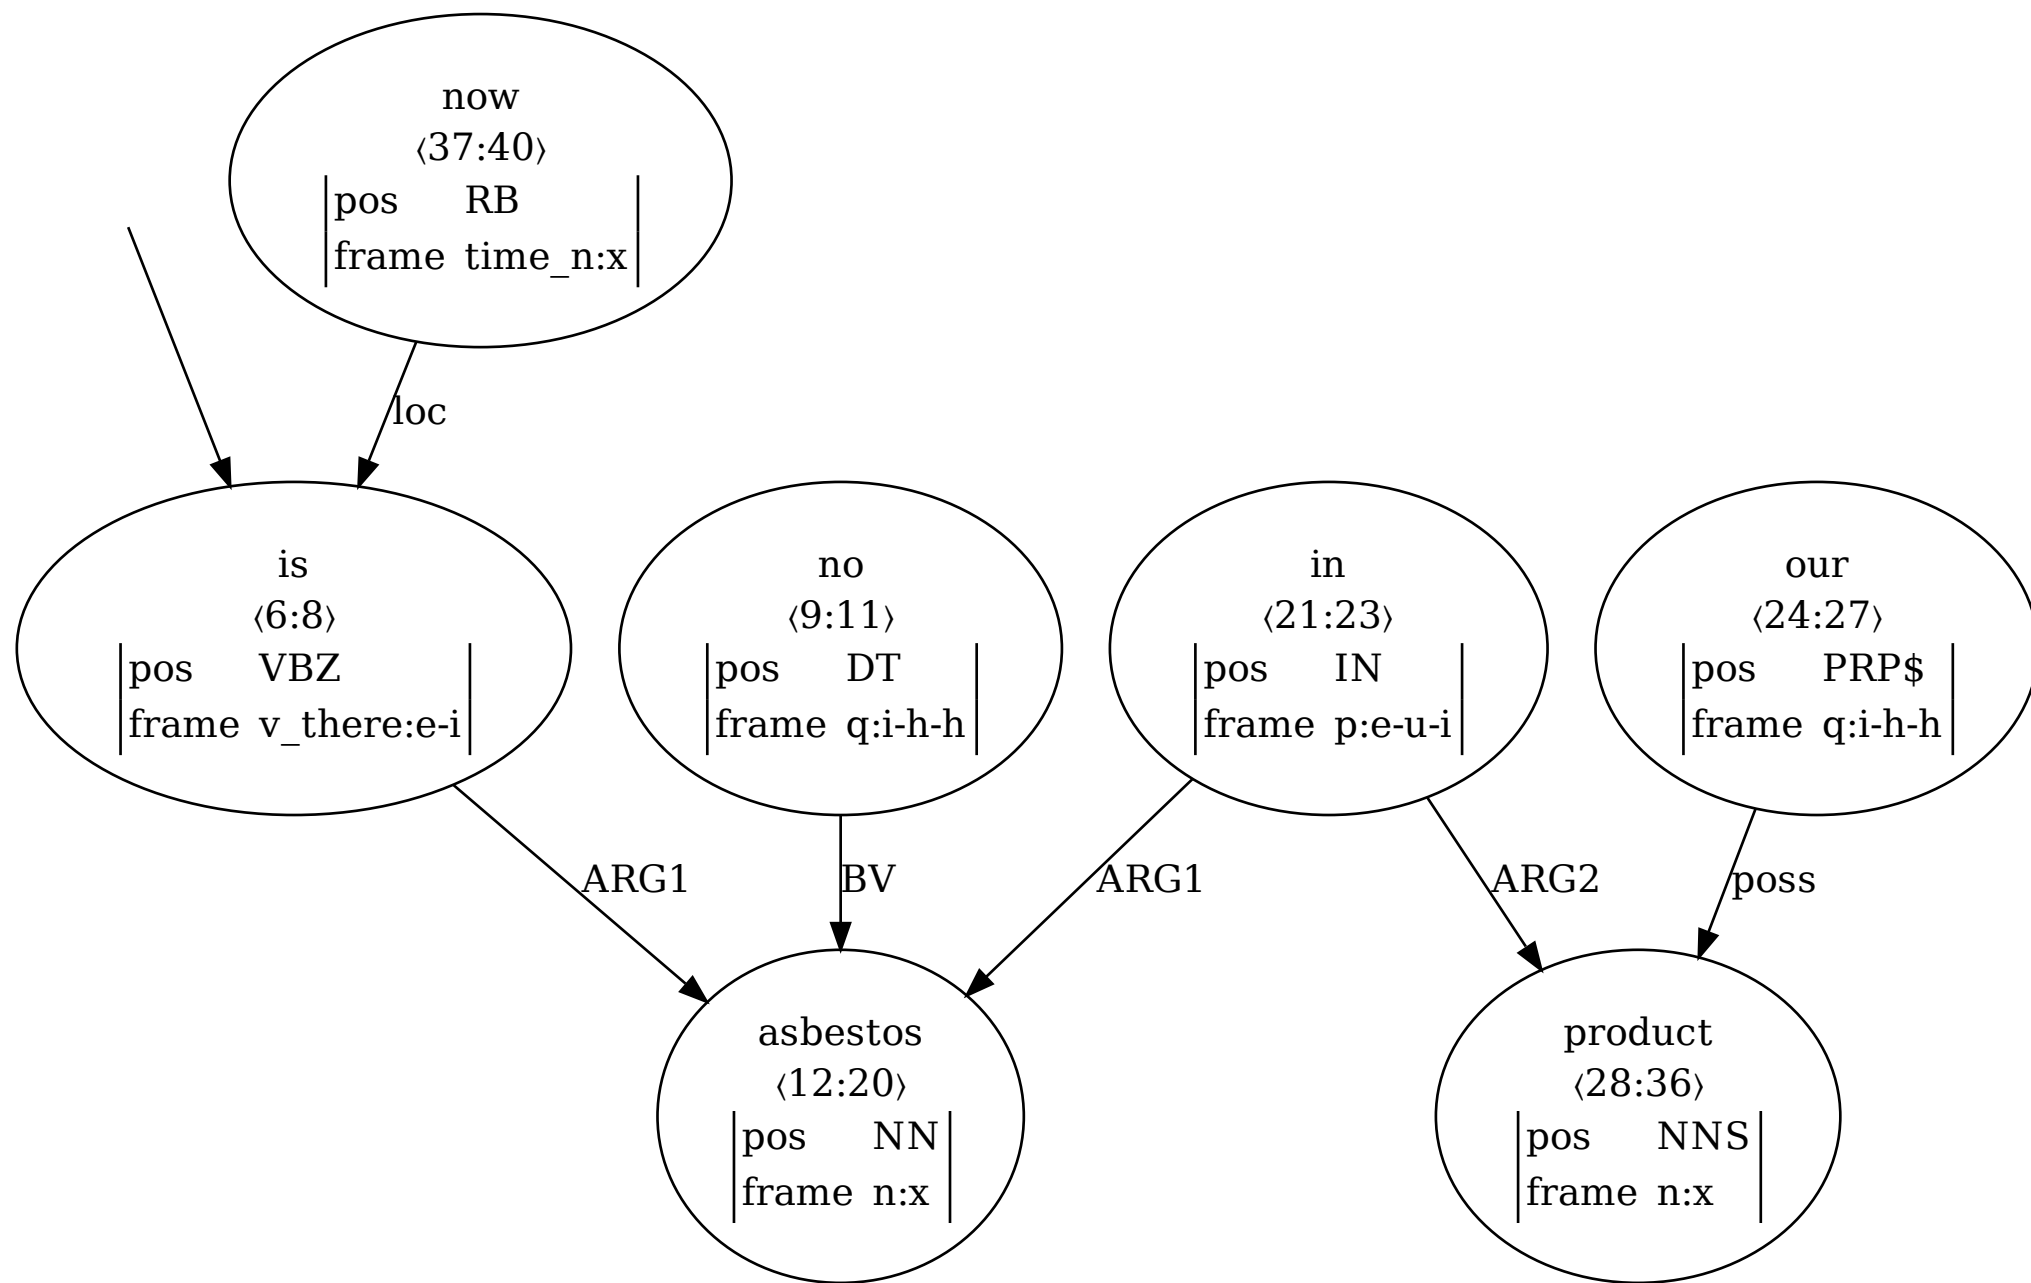 now
⟨37:40⟩
pos RB
frame time_n:x
loc
is
⟨6:8⟩
pos VBZ
frame v_there:e-i
no
⟨9:11⟩
pos DT
frame q:i-h-h
in
⟨21:23⟩
pos IN
frame p:e-u-i
our
⟨24:27⟩
pos PRP$
frame q:i-h-h
ARG1
BV
ARG1
ARG2
poss
asbestos
⟨12:20⟩
pos NN
frame n:x
product
⟨28:36⟩
pos NNS
frame n:x